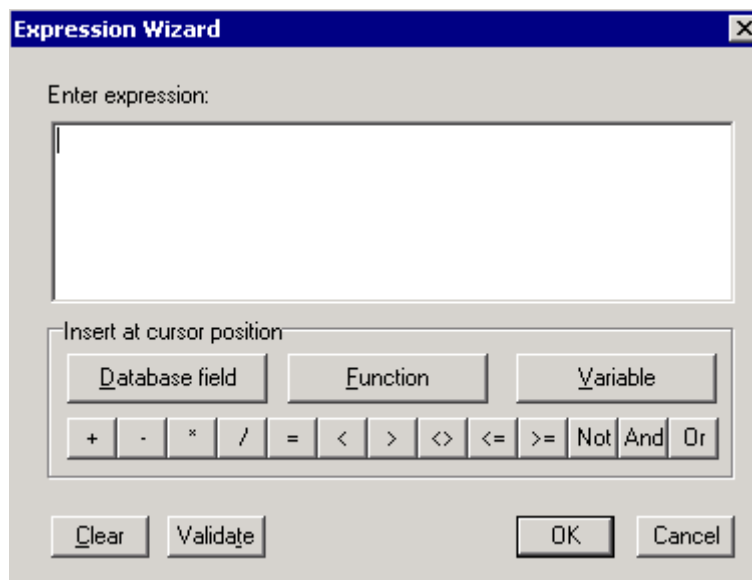 Expression Wizard
Enter expression:
Insert at cursor position
Database field Function Variable
+ - * / = < > <> <= >= Not And Or
Clear Validate OK Cancel